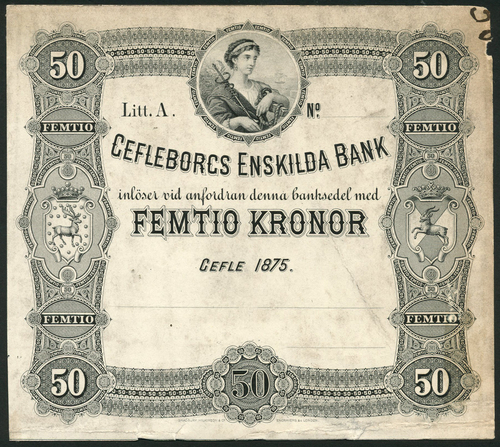 50
50
Litt. A.
No
GEFLEBORGS ENSKILDA BANK
FEMTIO
FEMTIO
inlöser vid anfordran denna banksedel med
FEMTIO KRONOR
GEFLE 1875.
FEMTIO
FEMTIO
50
50
50